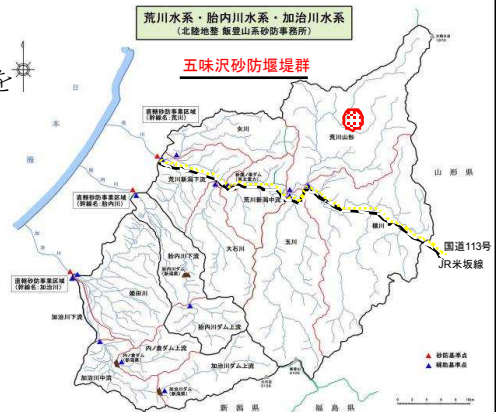 荒川水系・胎内川水系・加治川水系
(北陸地整 飯豊山系砂防事務所)
五味沢砂防堰堤群
を
日本海
直轄砂防事業区域
(幹線名:荒川)
女川
荒川山形
山形県
荒川新潟下流
直轄砂防事業区域
(幹線名:胎内川)
荒川新潟中流
横川
国道113号
JR米坂線
大石川
玉川
胎内川下流
直轄砂防事業区域
(幹線名:加治川)
姫田川
加治川下流
胎内川ダム上流
内の倉ダム上流
加治川ダム上流
加治川中流
砂防基準点
補助基準点
新潟県
福島県